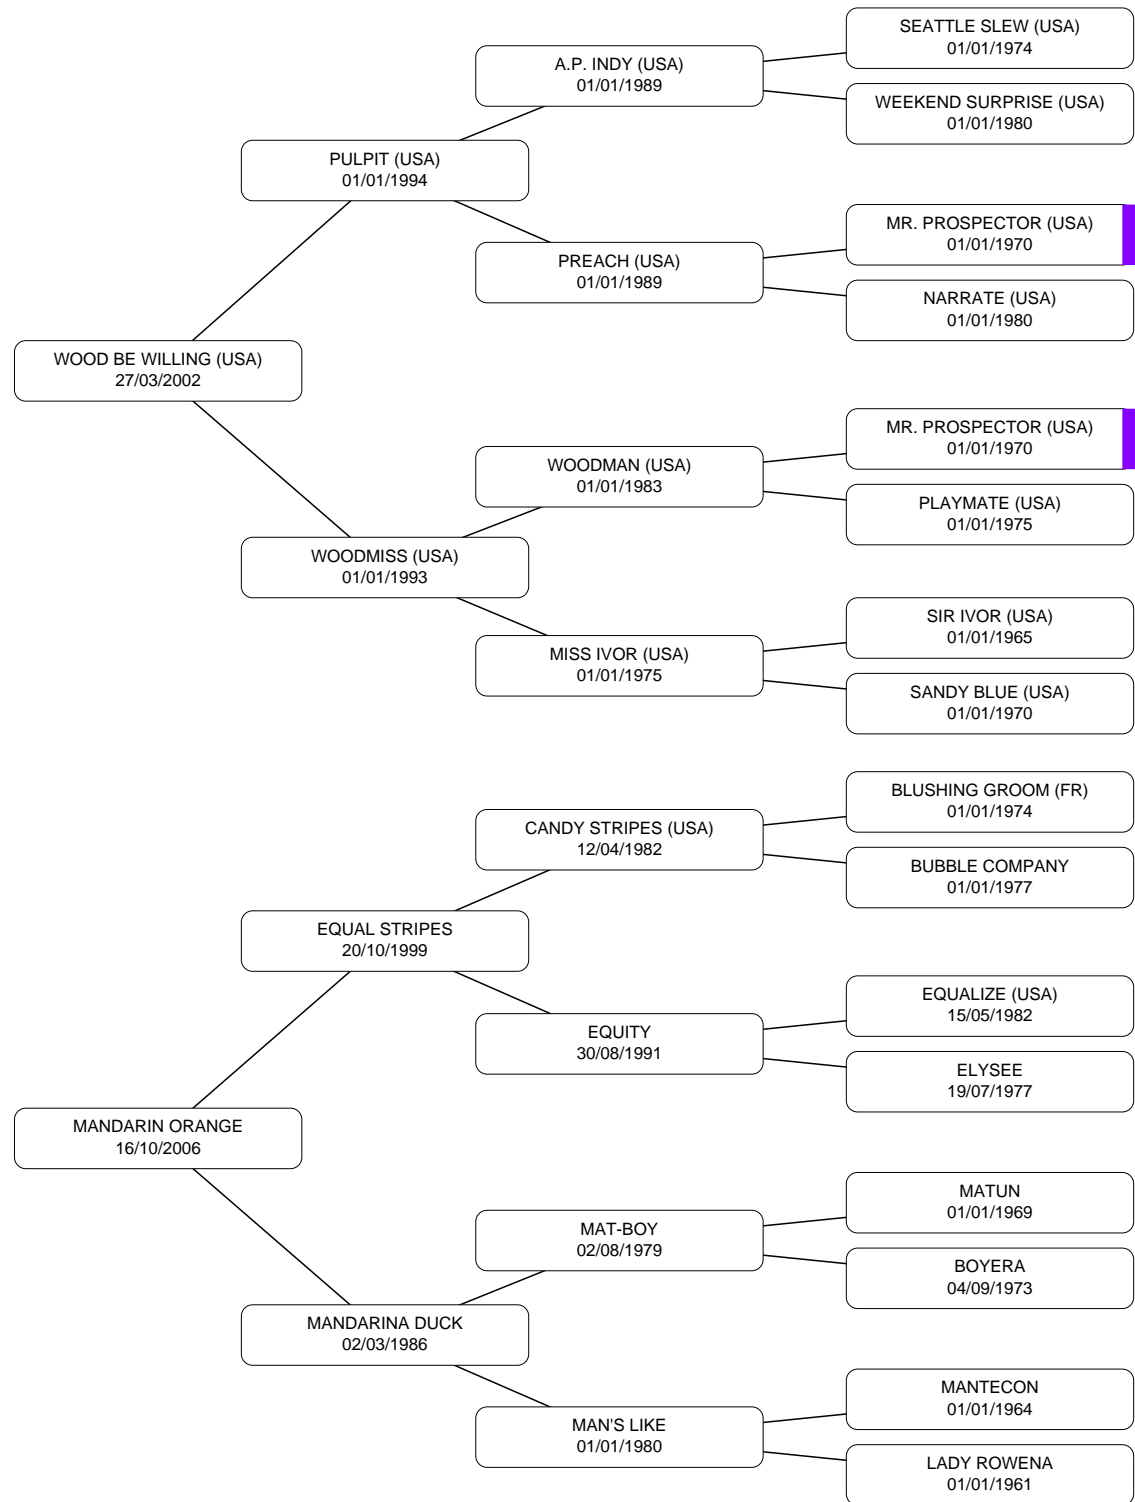 SEATTLE SLEW (USA)
01/01/1974
A.P. INDY (USA)
01/01/1989
WEEKEND SURPRISE (USA)
01/01/1980
PULPIT (USA)
01/01/1994
MR. PROSPECTOR (USA)
01/01/1970
PREACH (USA)
01/01/1989
NARRATE (USA)
01/01/1980
WOOD BE WILLING (USA)
27/03/2002
MR. PROSPECTOR (USA)
01/01/1970
WOODMAN (USA)
01/01/1983
PLAYMATE (USA)
01/01/1975
WOODMISS (USA)
01/01/1993
SIR IVOR (USA)
01/01/1965
MISS IVOR (USA)
01/01/1975
SANDY BLUE (USA)
01/01/1970
BLUSHING GROOM (FR)
01/01/1974
CANDY STRIPES (USA)
12/04/1982
BUBBLE COMPANY
01/01/1977
EQUAL STRIPES
20/10/1999
EQUALIZE (USA)
15/05/1982
EQUITY
30/08/1991
ELYSEE
19/07/1977
MANDARIN ORANGE
16/10/2006
MATUN
01/01/1969
MAT-BOY
02/08/1979
BOYERA
04/09/1973
MANDARINA DUCK
02/03/1986
MANTECON
01/01/1964
MAN'S LIKE
01/01/1980
LADY ROWENA
01/01/1961